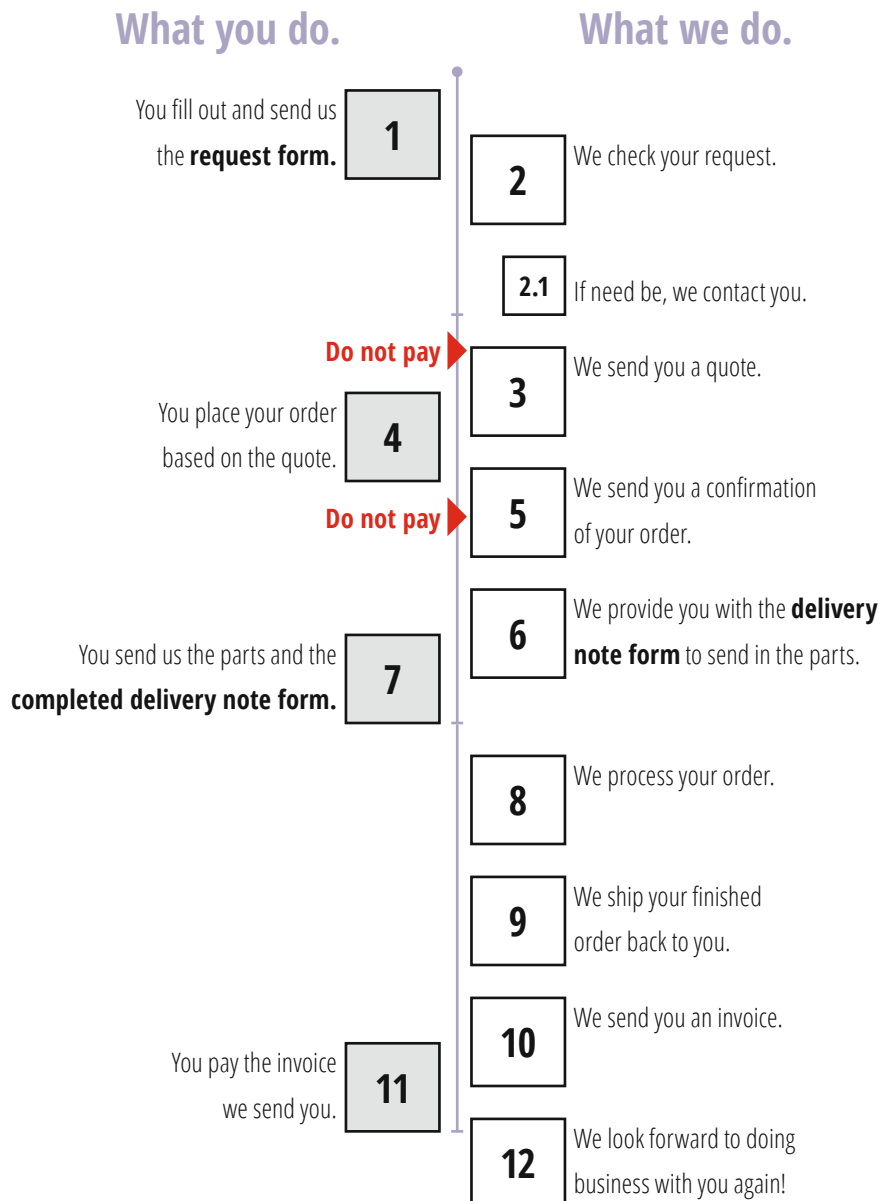 What you do.
What we do.
You fill out and send us
the request form.
1
2
We check your request.
2.1
If need be, we contact you.
Do not pay
3
We send you a quote.
You place your order
based on the quote.
4
Do not pay
5
We send you a confirmation
of your order.
6
We provide you with the delivery
note form to send in the parts.
You send us the parts and the
completed delivery note form.
7
8
We process your order.
9
We ship your finished
order back to you.
10
We send you an invoice.
You pay the invoice
we send you.
11
12
We look forward to doing
business with you again!